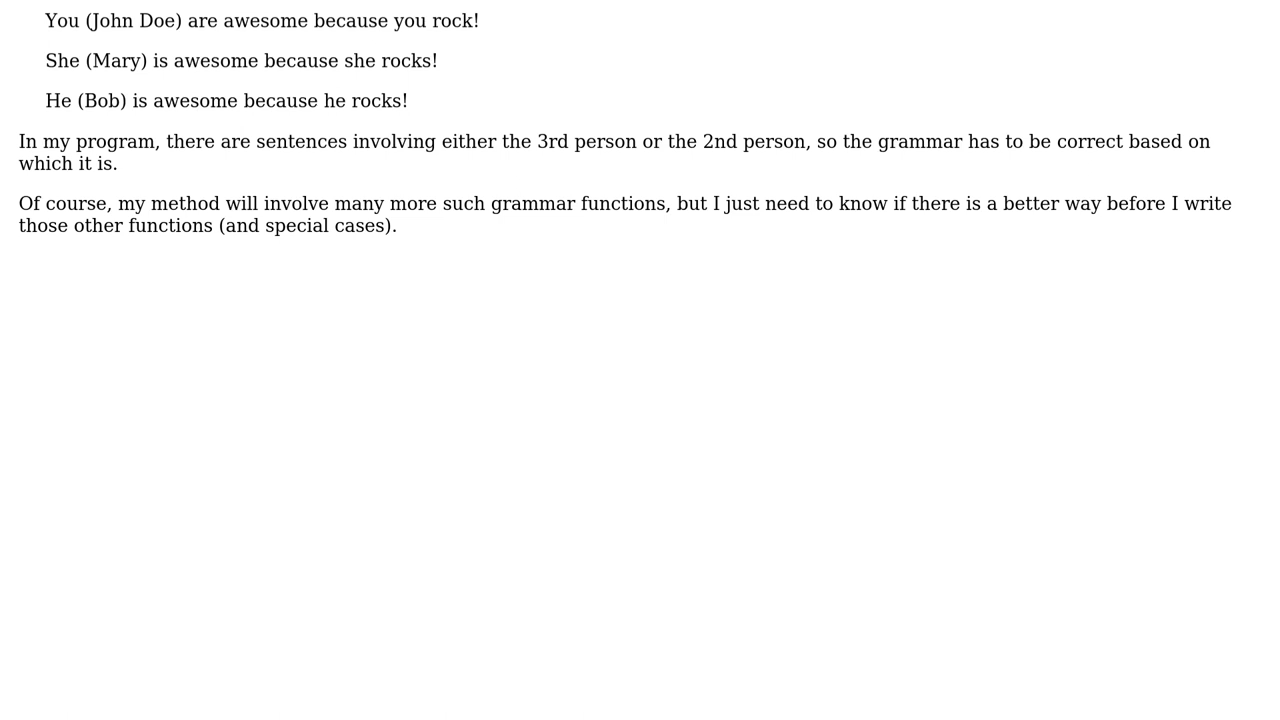 You (John Doe) are awesome because you rock!
She (Mary) is awesome because she rocks!
He (Bob) is awesome because he rocks!
In my program, there are sentences involving either the 3rd person or the 2nd person, so the grammar has to be correct based on
which it is.
Of course, my method will involve many more such grammar functions, but I just need to know if there is a better way before I write
those other functions (and special cases).